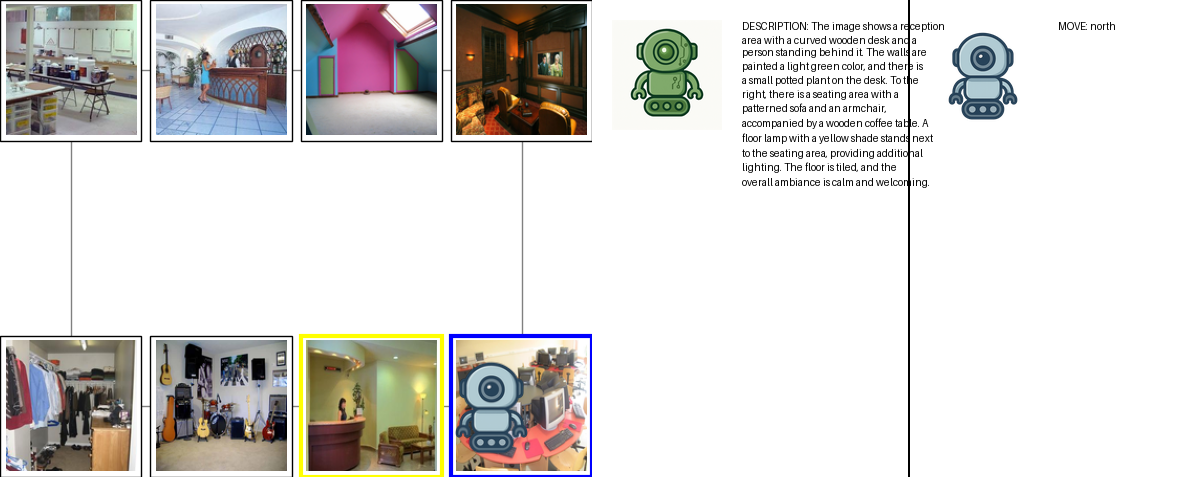 DESCRIPTION: The image shows a reception
area with a curved wooden desk and a
person standing behind it. The walls are
painted a light green color, and there is
a small potted plant on the desk. To the
right, there is a seating area with a
patterned sofa and an armchair,
accompanied by a wooden coffee table. A
floor lamp with a yellow shade stands next
to the seating area, providing additional
lighting. The floor is tiled, and the
overall ambiance is calm and welcoming.
MOVE: north